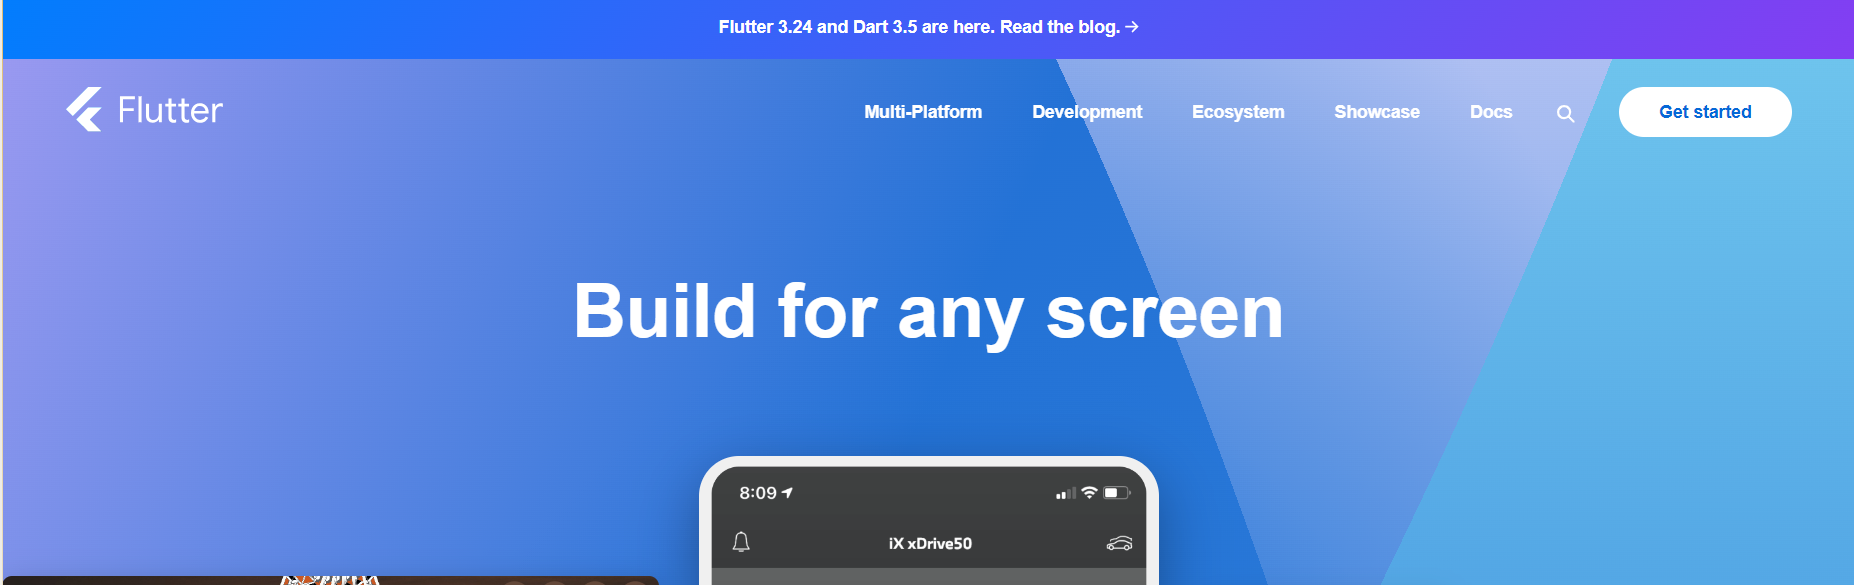 Flutter 3.24 and Dart 3.5 are here. Read the blog. →
Flutter
Multi-Platform Development Ecosystem Showcase Docs Get started
Build for any screen
8:09
iX xDrive50